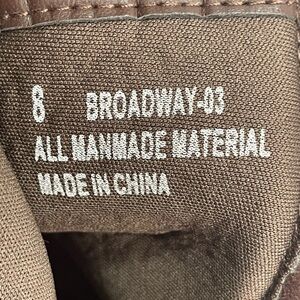 8 BROADWAY-03
ALL MANMADE MATERIAL
MADE IN CHINA